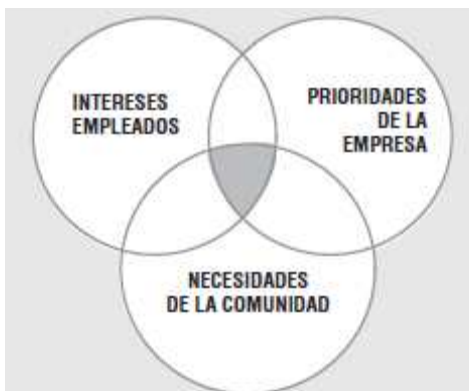 INTERESES
EMPLEADOS
PRIORIDADES
DE LA
EMPRESA
NECESIDADES
DE LA COMUNIDAD